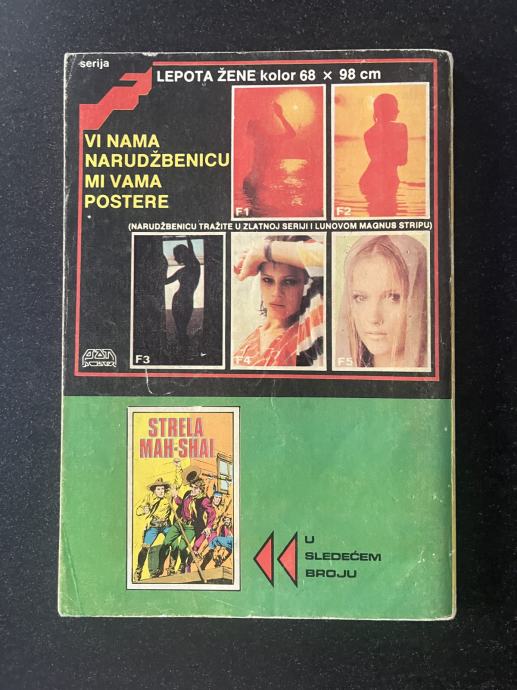 serija
LEPOTA ŽENE kolor 68 × 98 cm
VI NAMA
NARUDŽBENICU
MI VAMA
POSTERE
F1
F2
(NARUDŽBENICU TRAŽITE U ZLATNOJ SERIJI I LUNOVOM MAGNUS STRIPU)
F3
F4
F5
STRELA
MAH-SHAI
U
SLEDEĆEM
BROJU